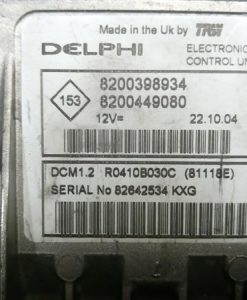 Made in the Uk by TRW
DELPHI
ELECTRONIC
CONTROL UN
153
8200398934
8200449080
12V=
22.10.04
DCM1.2 R0410B030C (81118E)
SERIAL No 82642534 KXG